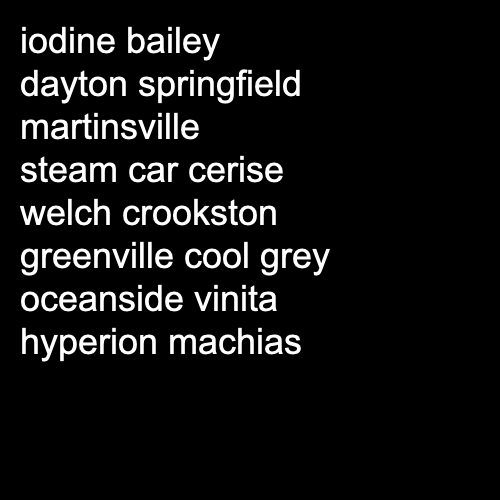 iodine bailey
dayton springfield
martinsville
steam car cerise
welch crookston
greenville cool grey
oceanside vinita
hyperion machias